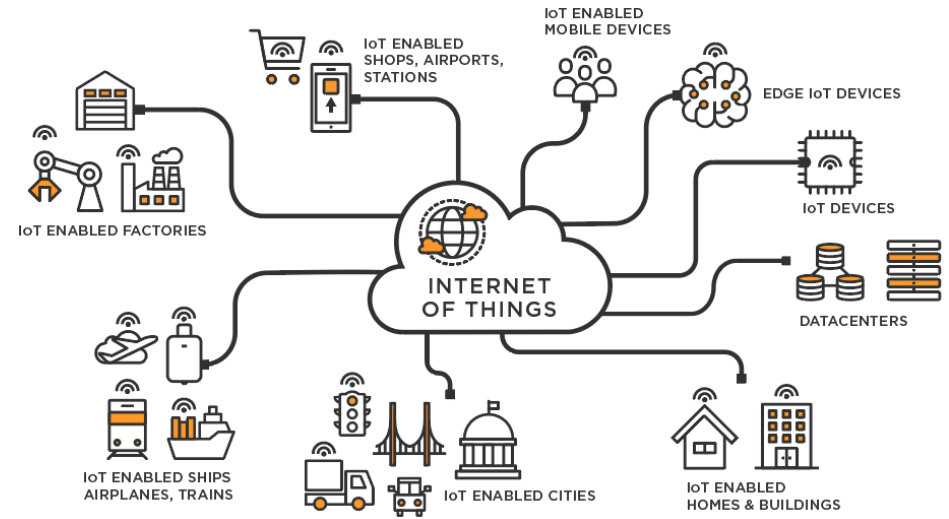 IoT ENABLED
MOBILE DEVICES
IoT ENABLED
SHOPS, AIRPORTS,
STATIONS
EDGE IoT DEVICES
IoT DEVICES
IoT ENABLED FACTORIES
INTERNET
OF THINGS
DATACENTERS
IoT ENABLED SHIPS
AIRPLANES, TRAINS
IoT ENABLED CITIES
IoT ENABLED
HOMES & BUILDINGS